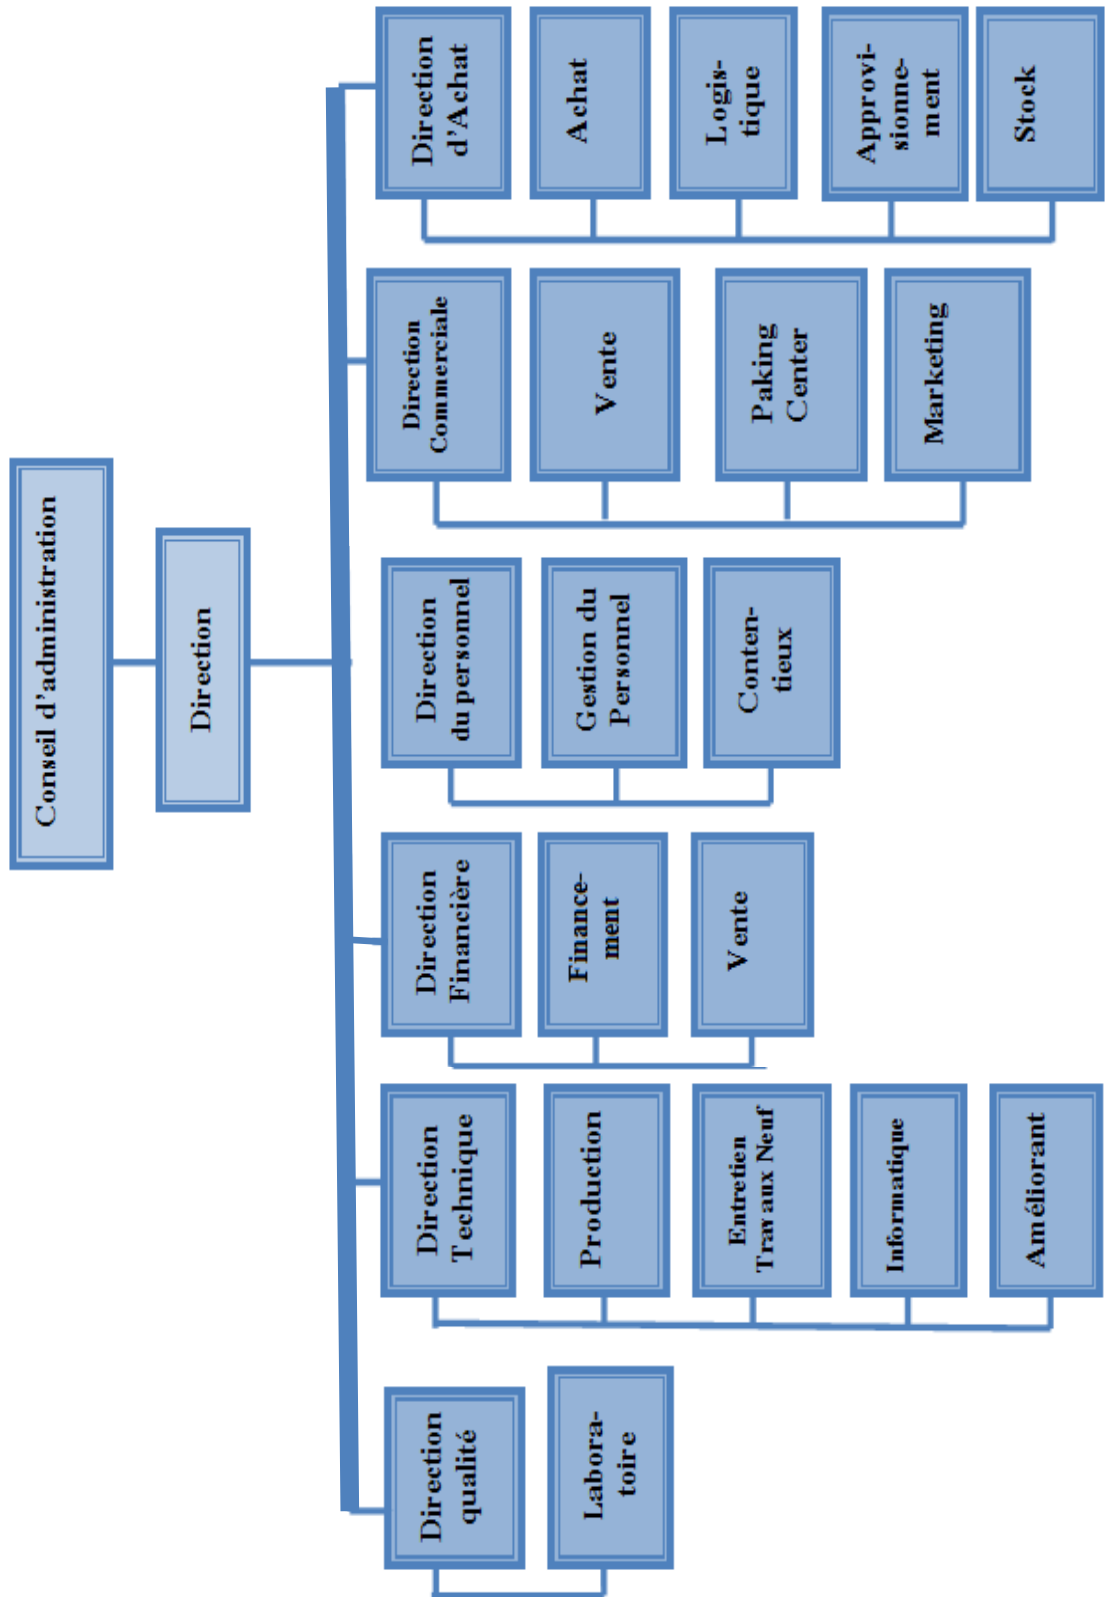 Conseil d'administration
Direction
Direction
qualité
Labora-
toire
Direction
Technique
Production
Entretien
Travaux Neuf
Informatique
Améliorant
Direction
Financière
Finance-
ment
Vente
Direction
du personnel
Gestion du
Personnel
Conten-
tieux
Direction
Commerciale
Vente
Paking
Center
Marketing
Direction
d'Achat
Achat
Logis-
tique
Approvi-
sionne-
ment
Stock